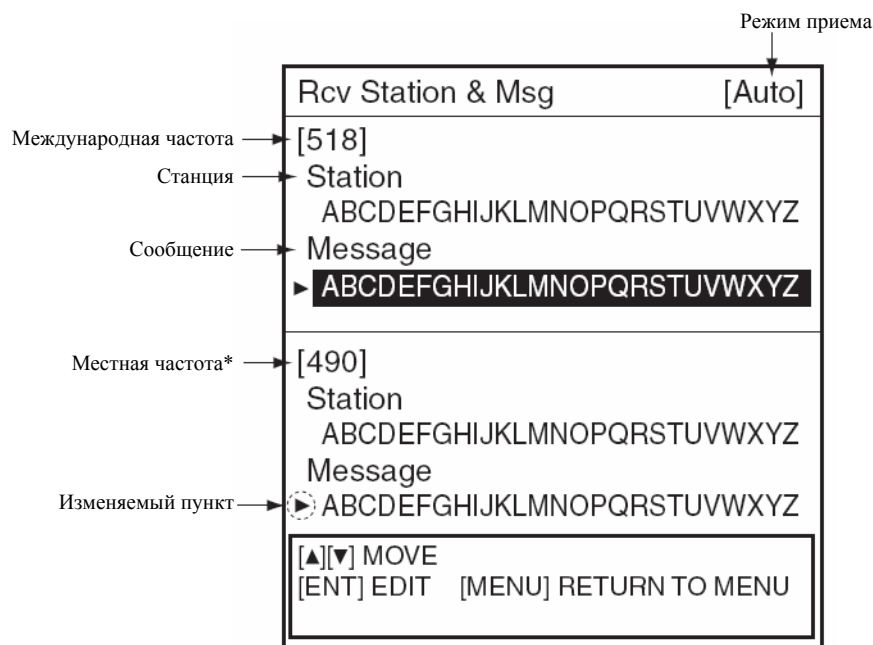 Режим приема
Rcv Station & Msg [Auto]
Международная частота [518]
Станция Station
ABCDEFGHIJKLMNOPQRSTUVWXYZ
Сообщение Message
► ABCDEFGHIJKLMNOPQRSTUVWXYZ
Местная частота* [490]
Station
ABCDEFGHIJKLMNOPQRSTUVWXYZ
Message
Изменяемый пункт ► ABCDEFGHIJKLMNOPQRSTUVWXYZ
[▲][▼] MOVE
[ENT] EDIT [MENU] RETURN TO MENU